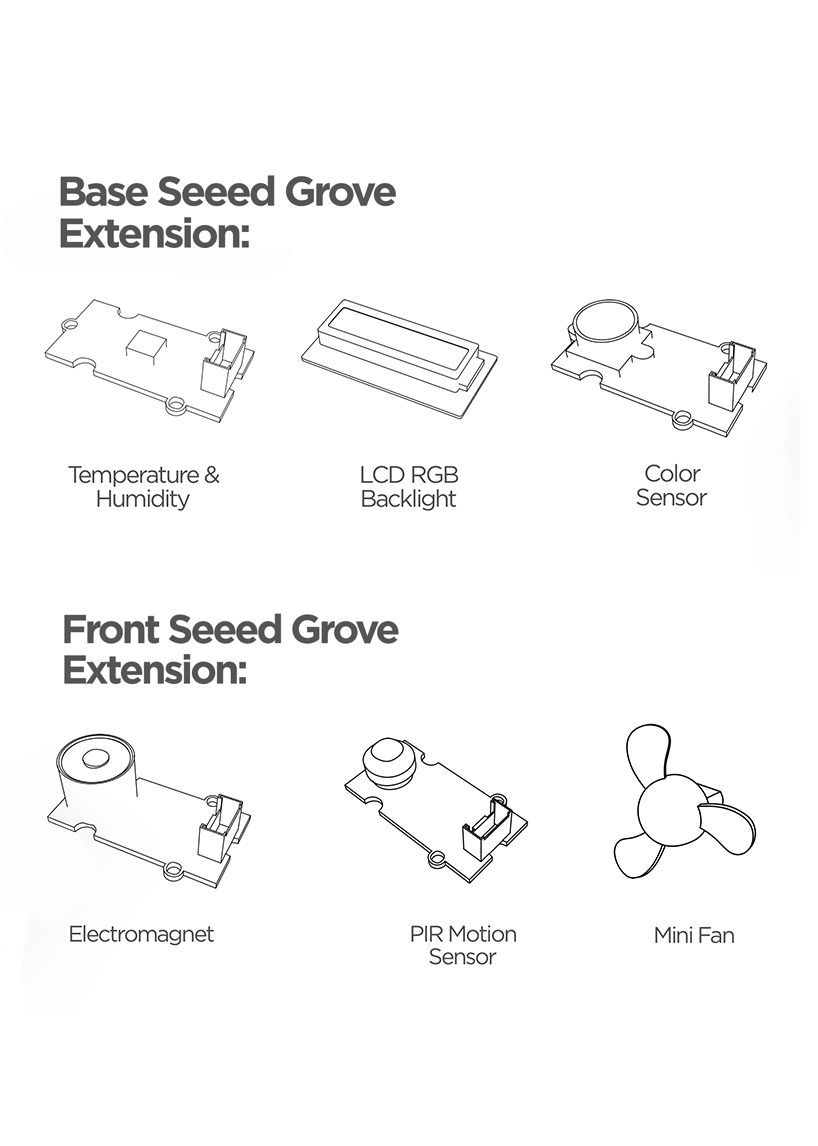 Base Seeed Grove
Extension:
Temperature &
Humidity
LCD RGB
Backlight
Color
Sensor
Front Seeed Grove
Extension:
Electromagnet
PIR Motion
Sensor
Mini Fan